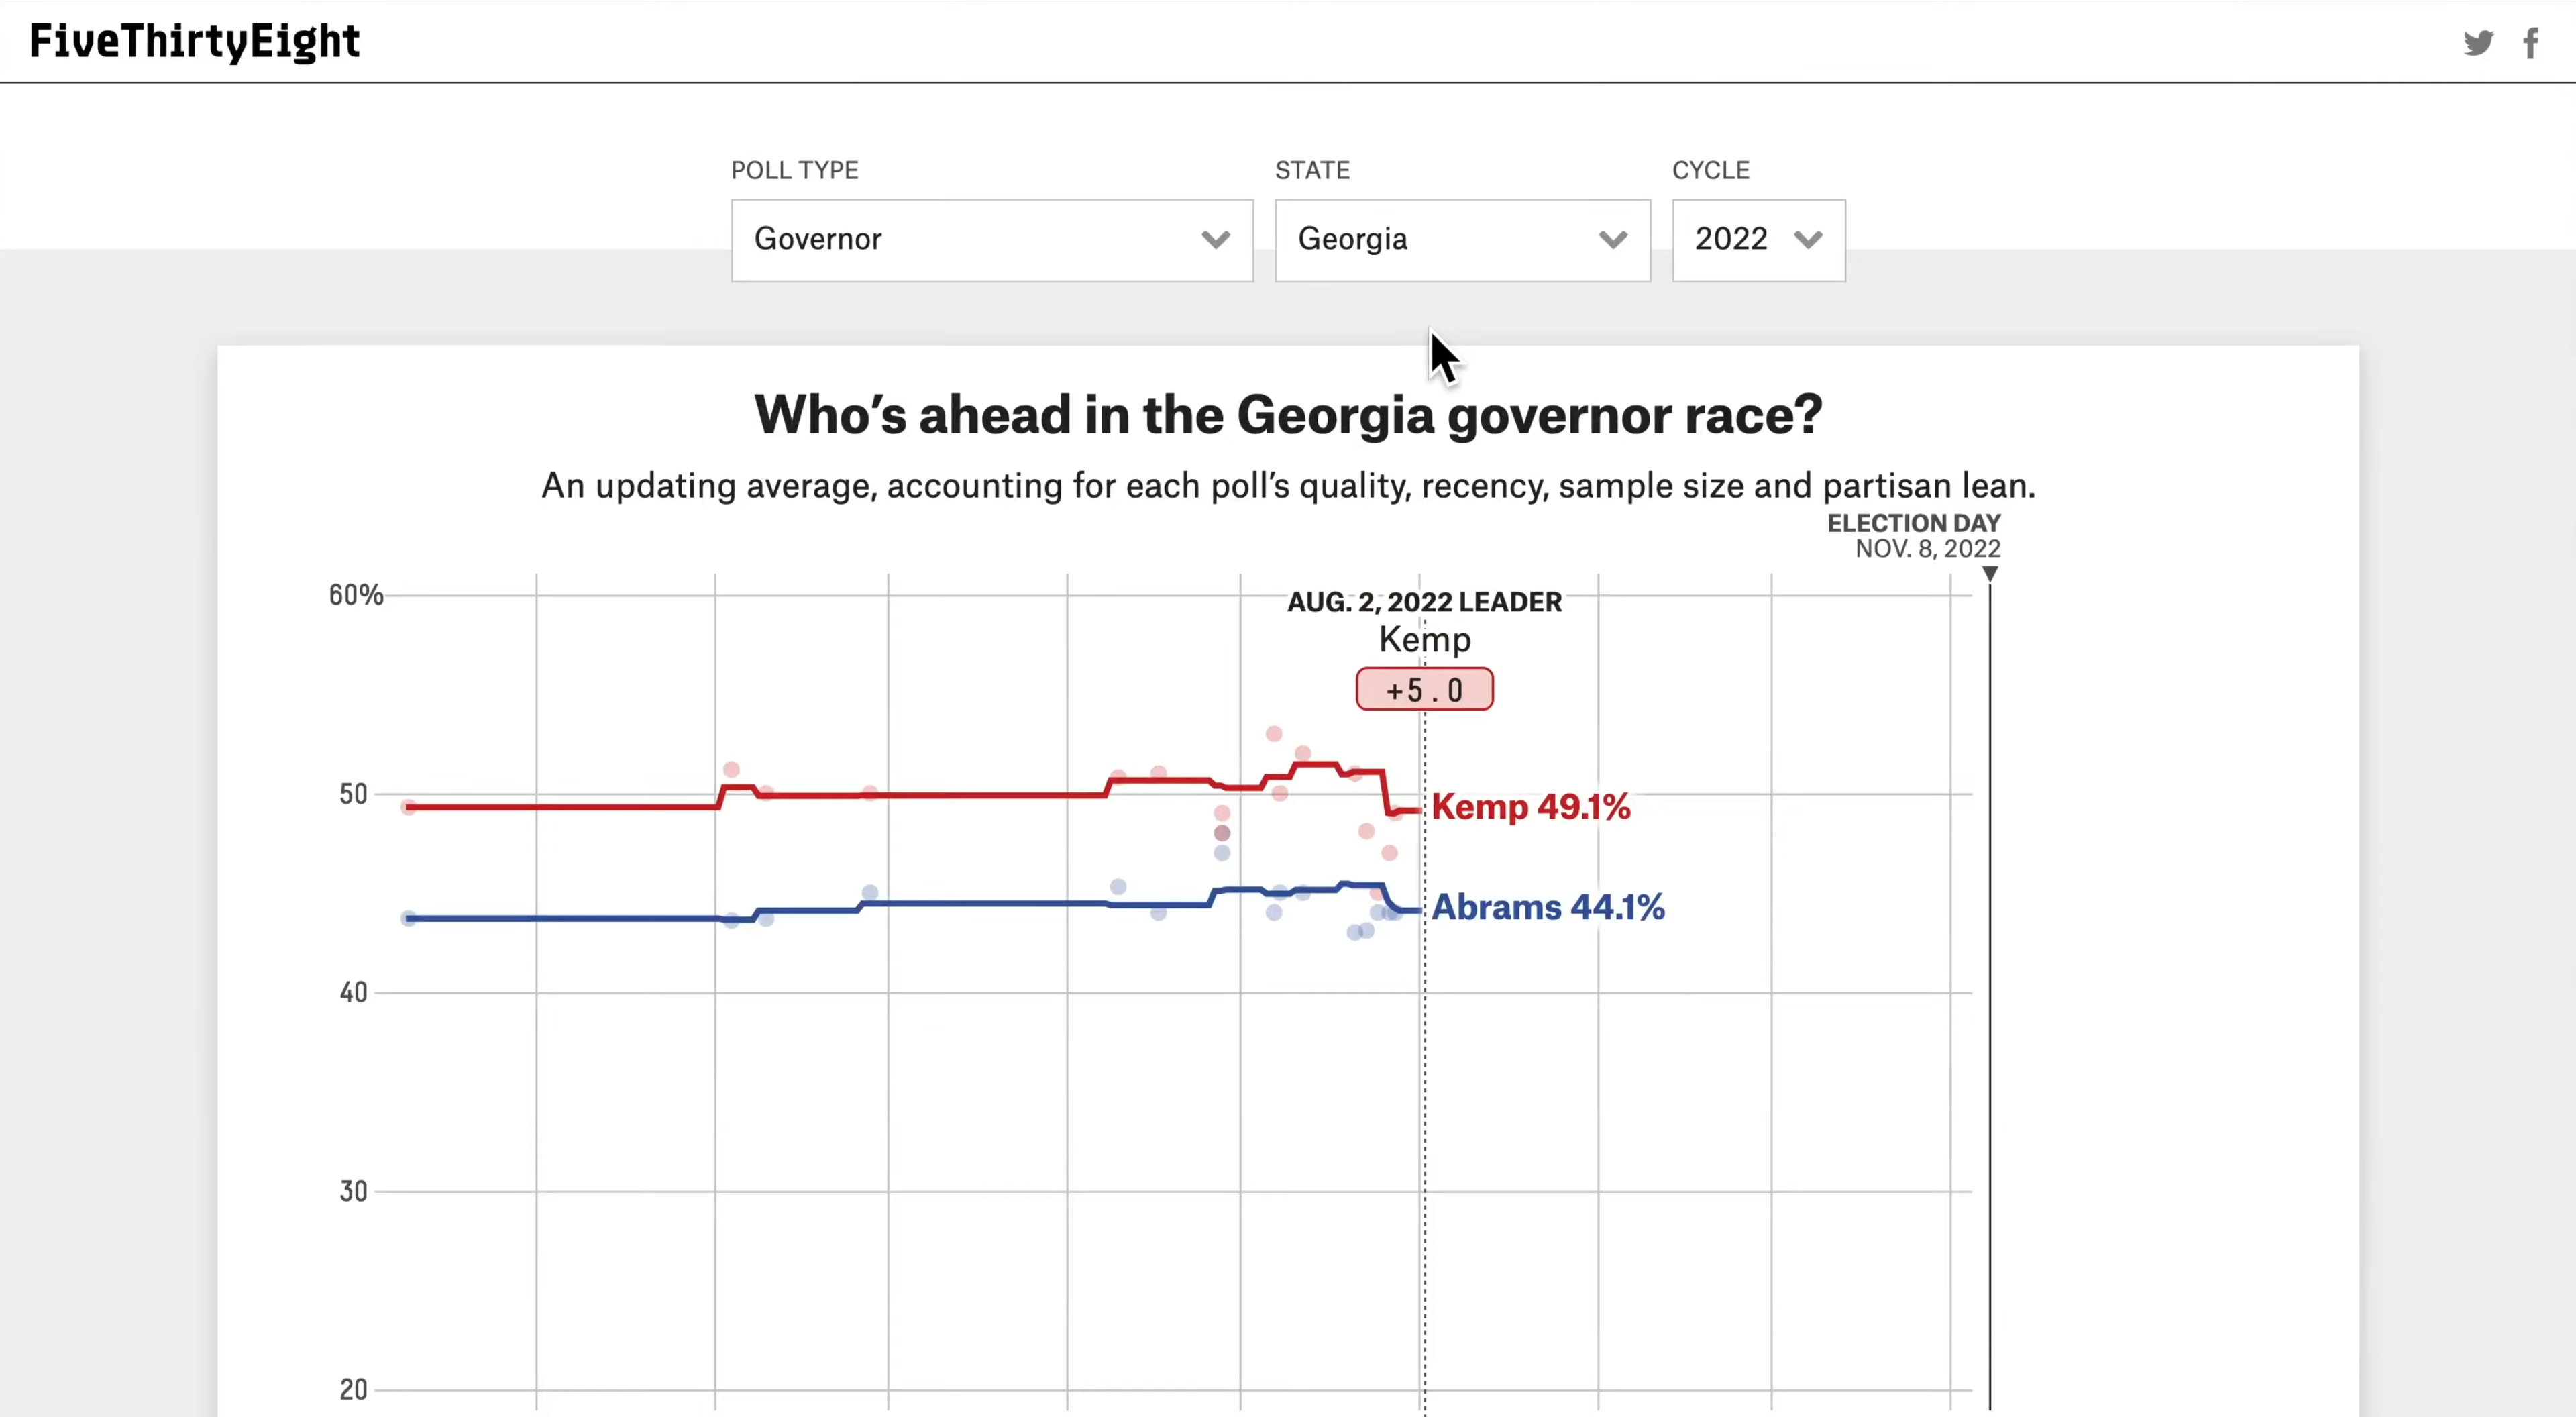 FiveThirtyEight
POLL TYPE STATE CYCLE
Governor Georgia 2022
Who’s ahead in the Georgia governor race?
An updating average, accounting for each poll’s quality, recency, sample size and partisan lean.
ELECTION DAY
NOV. 8, 2022
60%
AUG. 2, 2022 LEADER
Kemp
+5.0
50
Kemp 49.1%
Abrams 44.1%
40
30
20